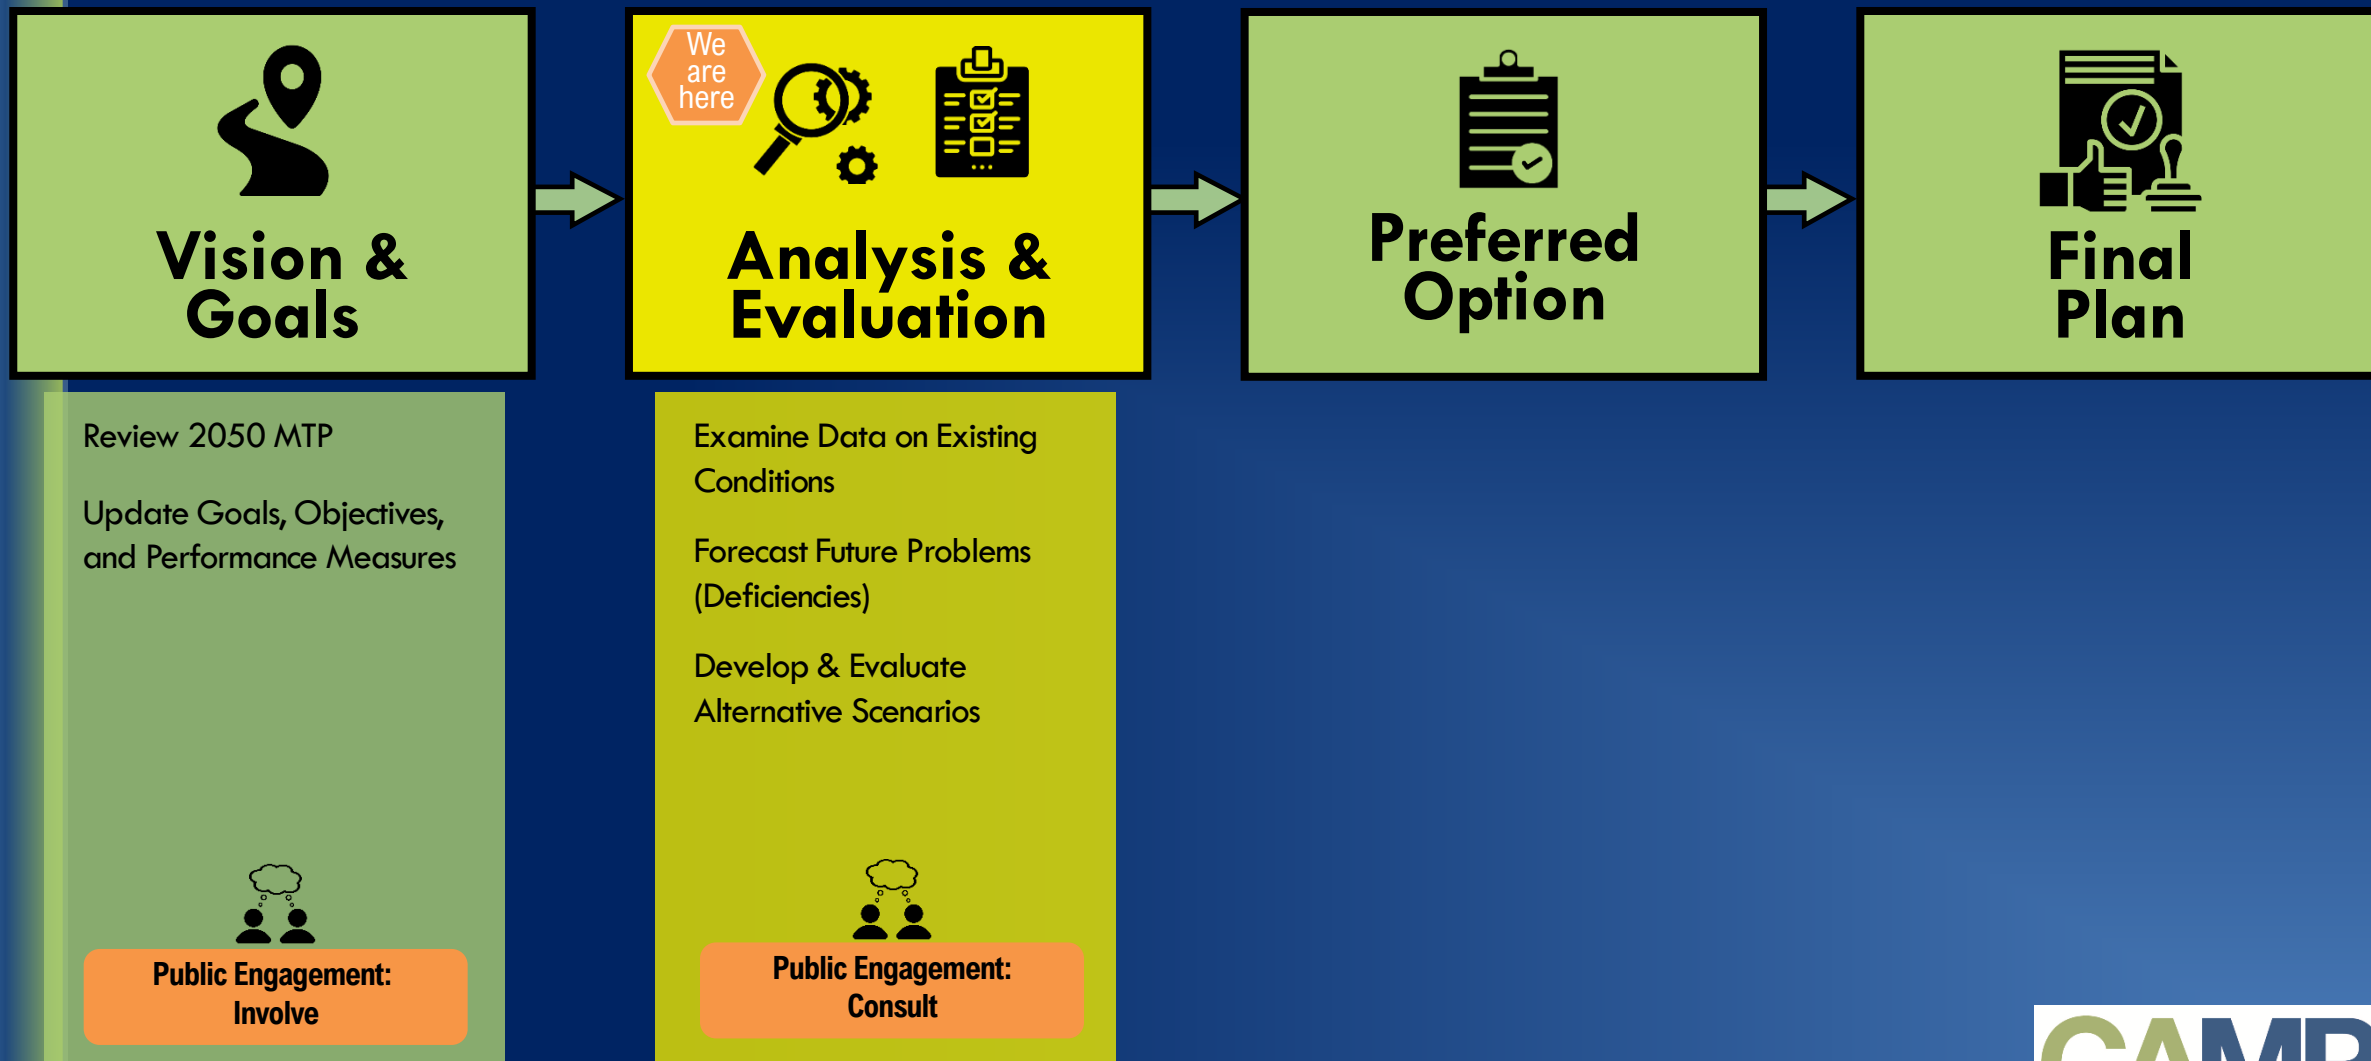 We
are
here
Vision &
Goals
Analysis &
Evaluation
Preferred
Option
Final
Plan
Review 2050 MTP
Update Goals, Objectives,
and Performance Measures
Public Engagement:
Involve
Examine Data on Existing
Conditions
Forecast Future Problems
(Deficiencies)
Develop & Evaluate
Alternative Scenarios
Public Engagement:
Consult